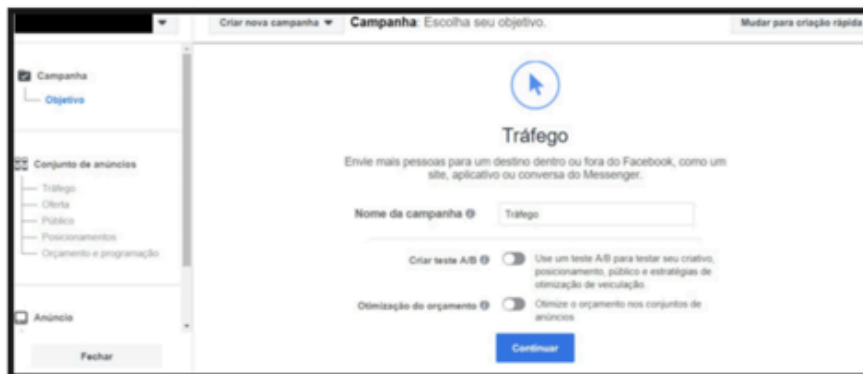 Criar nova campanha
Campanha: Escolha seu objetivo.
Mudar para criação rápida
Campanha
Objetivo
Conjunto de anúncios
Tráfego
Oferta
Público
Posicionamentos
Orçamento e programação
Anúncio
Fechar
Tráfego
Envie mais pessoas para um destino dentro ou fora do Facebook, como um
site, aplicativo ou conversa do Messenger.
Nome da campanha
Tráfego
Criar teste A/B
Use um teste A/B para testar seu criativo,
posicionamento, público e estratégias de
otimização de veiculação.
Otimização do orçamento
Otimize o orçamento nos conjuntos de
anúncios
Continuar